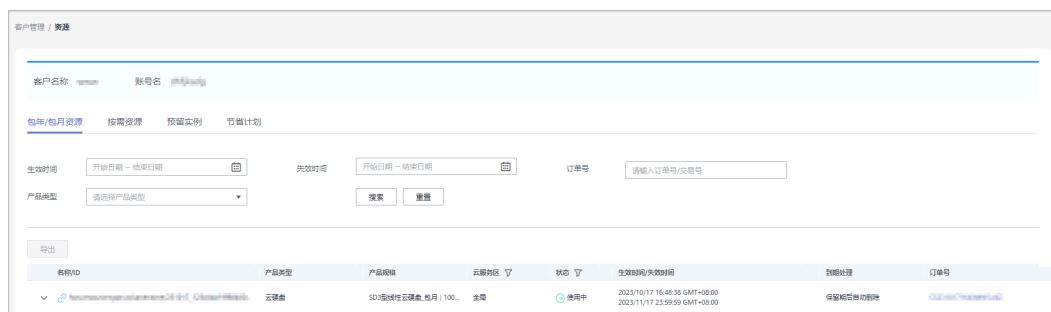 客户管理 / 资源
客户名称 账号名
包年/包月资源 按需资源 预留实例 节省计划
生效时间 开始日期 – 结束日期 失效时间 开始日期 – 结束日期 订单号 请输入订单号/交易号
产品类型 请选择产品类型 搜索 重置
导出
名称/ID 产品类型 产品规格 云服务区 状态 生效时间/失效时间 到期处理 订单号
云硬盘 SD3型线性云硬盘_包月 | 100... 全局 使用中 2023/10/17 16:48:38 GMT+08:00 保留期后自动删除
2023/11/17 23:59:59 GMT+08:00